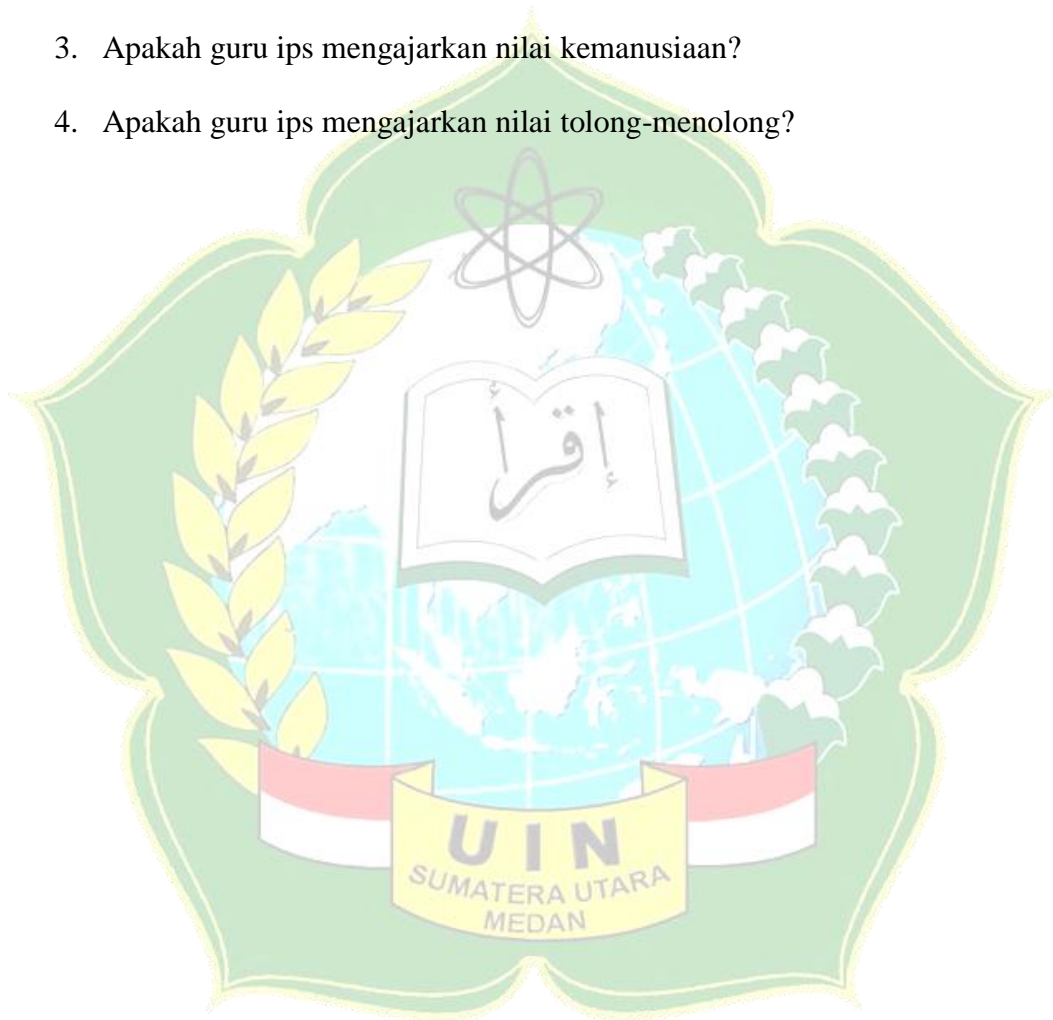 3. Apakah guru ips mengajarkan nilai kemanusiaan?
4. Apakah guru ips mengajarkan nilai tolong-menolong?
إقرأ
UIN
SUMATERA UTARA
MEDAN